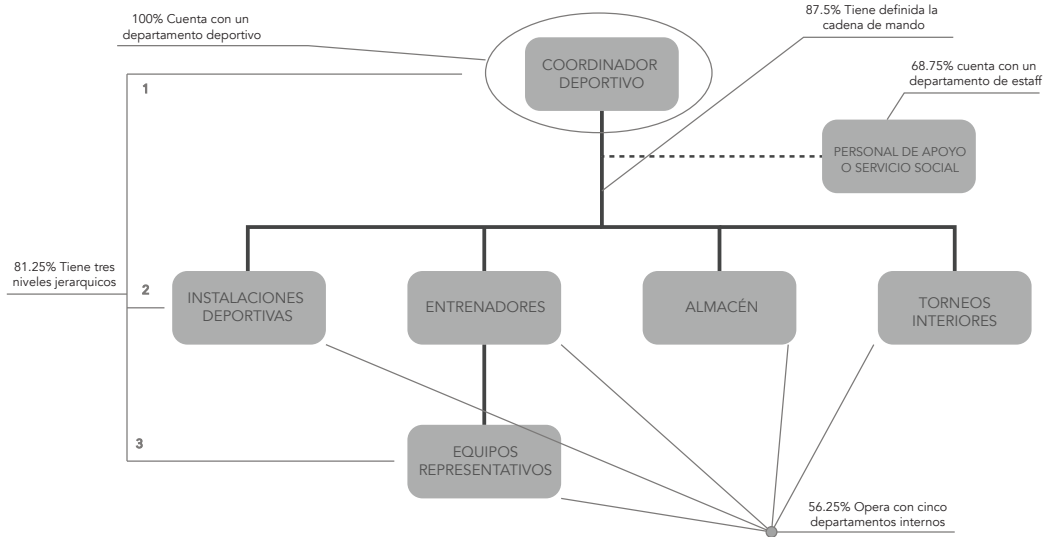 100% Cuenta con un
departamento deportivo
87.5% Tiene definida la
cadena de mando
COORDINADOR
DEPORTIVO
68.75% cuenta con un
departamento de estaff
1
PERSONAL DE APOYO
O SERVICIO SOCIAL
81.25% Tiene tres
niveles jerarquicos
2
INSTALACIONES
DEPORTIVAS
ENTRENADORES
ALMACÉN
TORNEOS
INTERIORES
3
EQUIPOS
REPRESENTATIVOS
56.25% Opera con cinco
departamentos internos